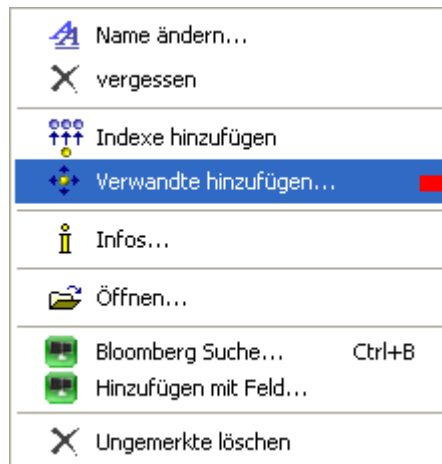 Name ändern...
vergessen
Indexe hinzufügen
Verwandte hinzufügen...
Infos...
Öffnen...
Bloomberg Suche... Ctrl+B
Hinzufügen mit Feld...
Ungemerkte löschen